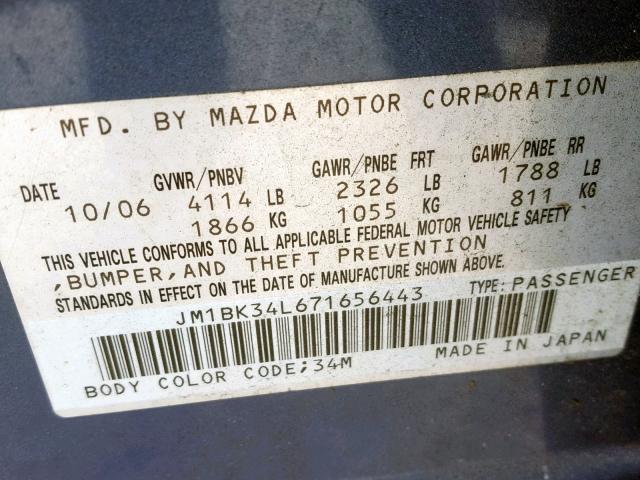 MFD. BY MAZDA MOTOR CORPORATION
DATE GVWR/PNBV GAWR/PNBE FRT GAWR/PNBE RR
10/06 4114 LB 2326 LB 1788 LB
1866 KG 1055 KG 811 KG
THIS VEHICLE CONFORMS TO ALL APPLICABLE FEDERAL MOTOR VEHICLE SAFETY
,BUMPER,AND THEFT PREVENTION
STANDARDS IN EFFECT ON THE DATE OF MANUFACTURE SHOWN ABOVE.
JM1BK34L671656443 TYPE: PASSENGER
BODY COLOR CODE;34M MADE IN JAPAN